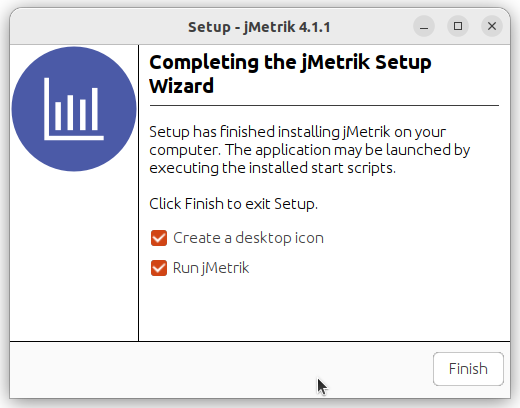 Setup - jMetrik 4.1.1
Completing the jMetrik Setup
Wizard
Setup has finished installing jMetrik on your
computer. The application may be launched by
executing the installed start scripts.
Click Finish to exit Setup.
Create a desktop icon
Run jMetrik
Finish